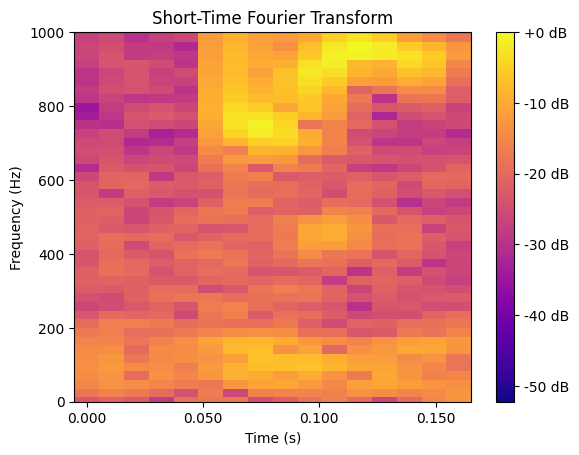 Short-Time Fourier Transform
1000
800
600
400
200
0
Frequency (Hz)
0.000
0.050
0.100
0.150
Time (s)
+0 dB
-10 dB
-20 dB
-30 dB
-40 dB
-50 dB